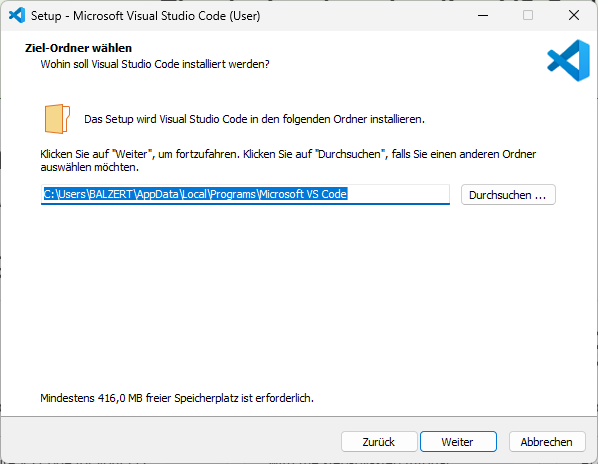 Setup - Microsoft Visual Studio Code (User)
Ziel-Ordner wählen
Wohin soll Visual Studio Code installiert werden?
Das Setup wird Visual Studio Code in den folgenden Ordner installieren.
Klicken Sie auf "Weiter", um fortzufahren. Klicken Sie auf "Durchsuchen", falls Sie einen anderen Ordner
auswählen möchten.
C:\Users\BALZERT\AppData\Local\Programs\Microsoft VS Code
Durchsuchen ...
Mindestens 416,0 MB freier Speicherplatz ist erforderlich.
Zurück
Weiter
Abbrechen